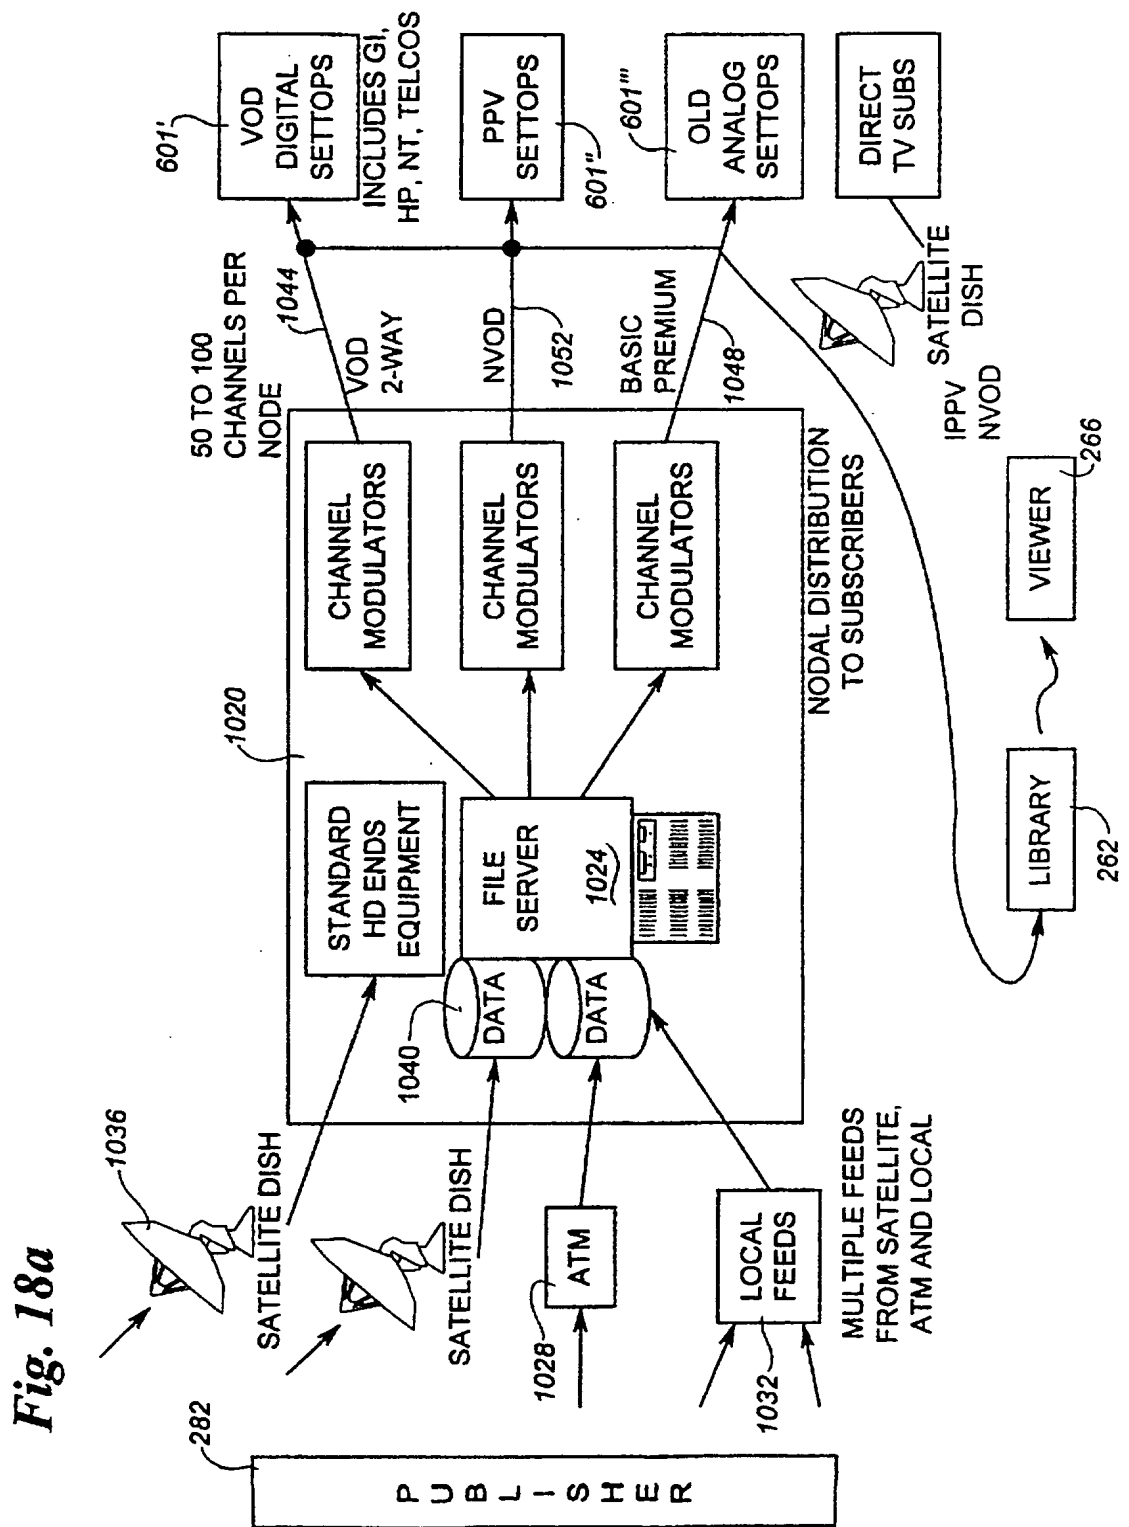 Fig. 18a
282
PUBLISHER
1036
SATELLITE DISH
SATELLITE DISH
1028
ATM
1032
LOCAL
FEEDS
MULTIPLE FEEDS
FROM SATELLITE,
ATM AND LOCAL
1020
STANDARD
HD ENDS
EQUIPMENT
1040
DATA
DATA
FILE
SERVER
1024
CHANNEL
MODULATORS
CHANNEL
MODULATORS
CHANNEL
MODULATORS
NODAL DISTRIBUTION
TO SUBSCRIBERS
50 TO 100
CHANNELS PER
NODE
1044
VOD
2-WAY
NVOD
1052
BASIC
PREMIUM
1048
601'
VOD
DIGITAL
SETTOPS
INCLUDES GI,
HP, NT, TELCOS
PPV
SETTOPS
601"
601'''
OLD
ANALOG
SETTOPS
DIRECT
TV SUBS
SATELLITE
DISH
IPPV
NVOD
LIBRARY
262
VIEWER
266